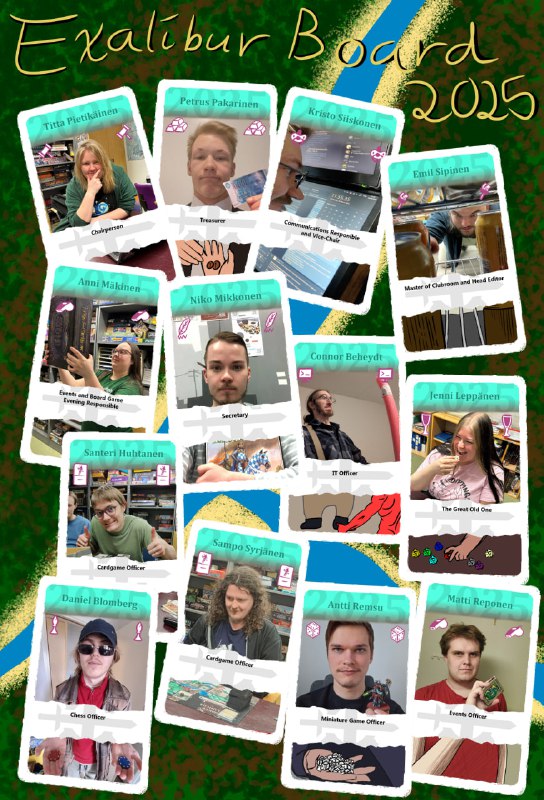 Exalibur Board
2025
Titta Pietikäinen
Chairperson
Petrus Pakarinen
Treasurer
Kristo Siiskonen
Communications Responsible
and Vice-Chair
Emil Sipinen
Master of Clubroom and Head Editor
Anni Mäkinen
Events and Board Game
Evening Responsible
Niko Mikkonen
Secretary
Connor Beheydt
IT Officer
Jenni Leppänen
The Great Old One
Santeri Huhtanen
Cardgame Officer
Sampo Syrjänen
Cardgame Officer
Daniel Blomberg
Chess Officer
Antti Remsu
Miniature Game Officer
Matti Reponen
Events Officer